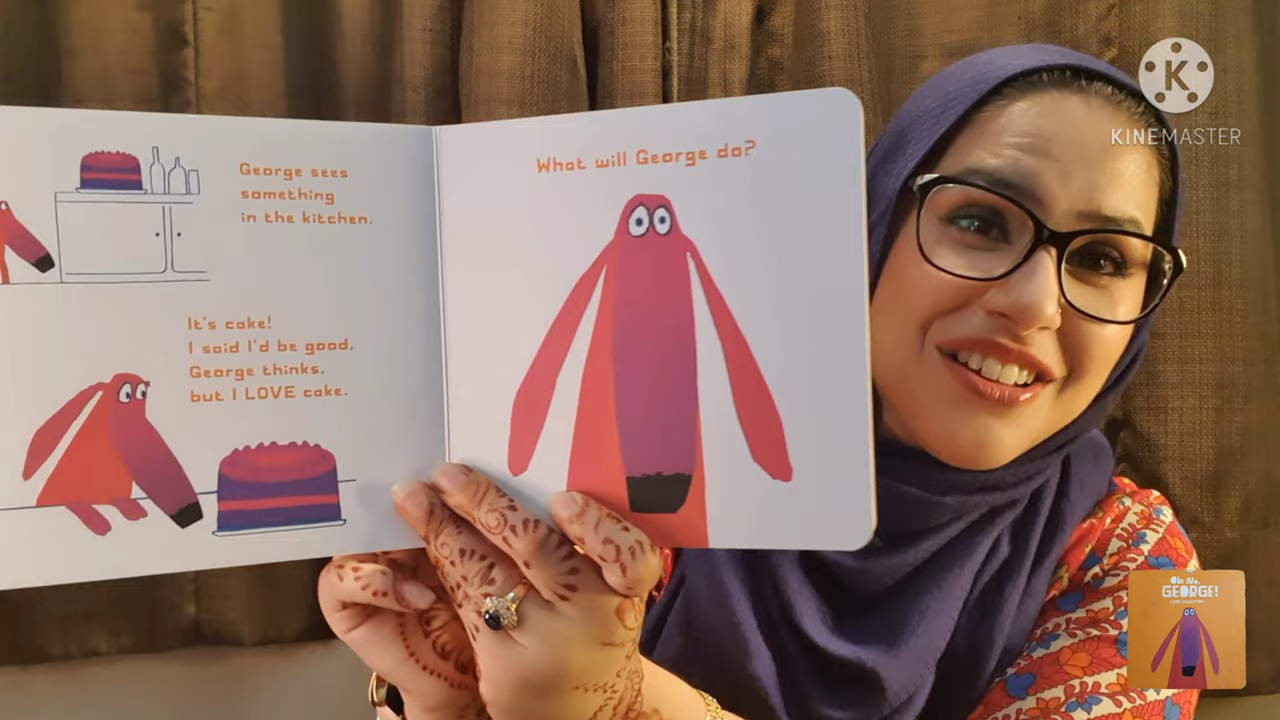 George sees
something
in the kitchen.
It's cake!
I said I'd be good,
George thinks,
but I LOVE cake.
What will George do?
K
KINEMASTER
Oh No,
GEORGE!